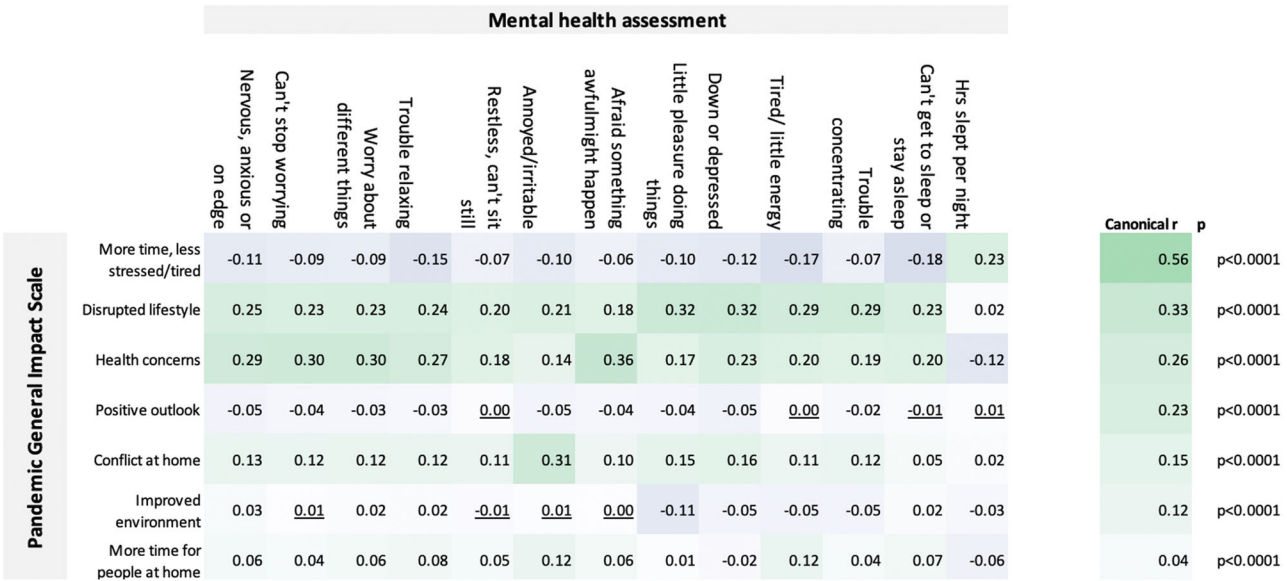 Mental health assessment
Nervous, anxious or
on edge
Can't stop worrying
Worry about
different things
Trouble relaxing
Restless, can't sit
still
Annoyed/irritable
Afraid something
awfulmight happen
Little pleasure doing
things
Down or depressed
Tired/ little energy
Trouble
concentrating
Can't get to sleep or
stay asleep
Hrs slept per night
Canonical r p
Pandemic General Impact Scale
More time, less
stressed/tired
-0.11 -0.09 -0.09 -0.15 -0.07 -0.10 -0.06 -0.10 -0.12 -0.17 -0.07 -0.18 0.23 0.56 p<0.0001
Disrupted lifestyle 0.25 0.23 0.23 0.24 0.20 0.21 0.18 0.32 0.32 0.29 0.29 0.23 0.02 0.33 p<0.0001
Health concerns 0.29 0.30 0.30 0.27 0.18 0.14 0.36 0.17 0.23 0.20 0.19 0.20 -0.12 0.26 p<0.0001
Positive outlook -0.05 -0.04 -0.03 -0.03 0.00 -0.05 -0.04 -0.04 -0.05 0.00 -0.02 -0.01 0.01 0.23 p<0.0001
Conflict at home 0.13 0.12 0.12 0.12 0.11 0.31 0.10 0.15 0.16 0.11 0.12 0.05 0.02 0.15 p<0.0001
Improved
environment
0.03 0.01 0.02 0.02 -0.01 0.01 0.00 -0.11 -0.05 -0.05 -0.05 0.02 -0.03 0.12 p<0.0001
More time for
people at home
0.06 0.04 0.06 0.08 0.05 0.12 0.06 0.01 -0.02 0.12 0.04 0.07 -0.06 0.04 p<0.0001